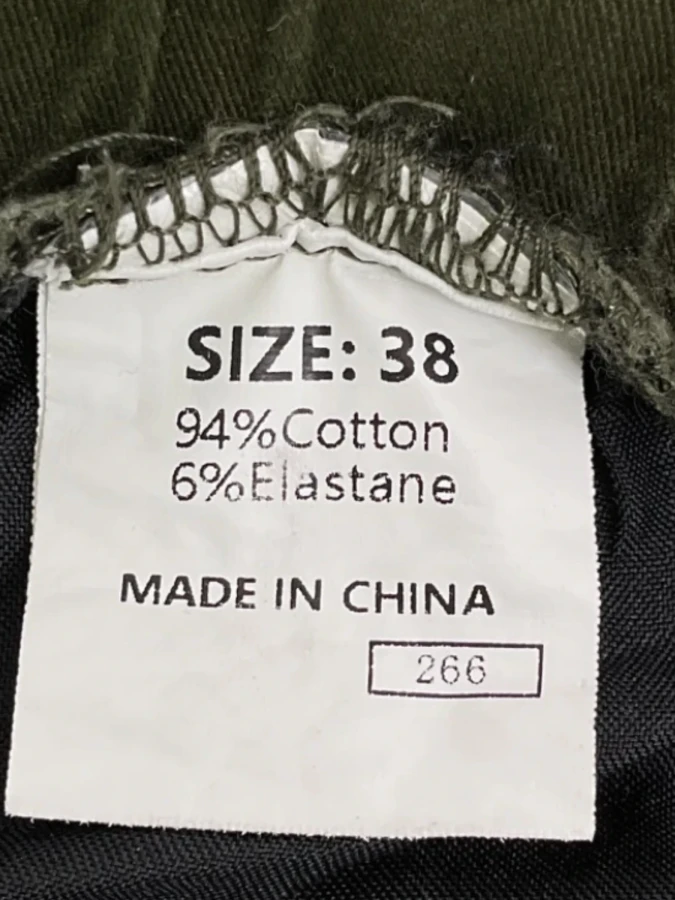 SIZE: 38
94%Cotton
6%Elastane
MADE IN CHINA
266